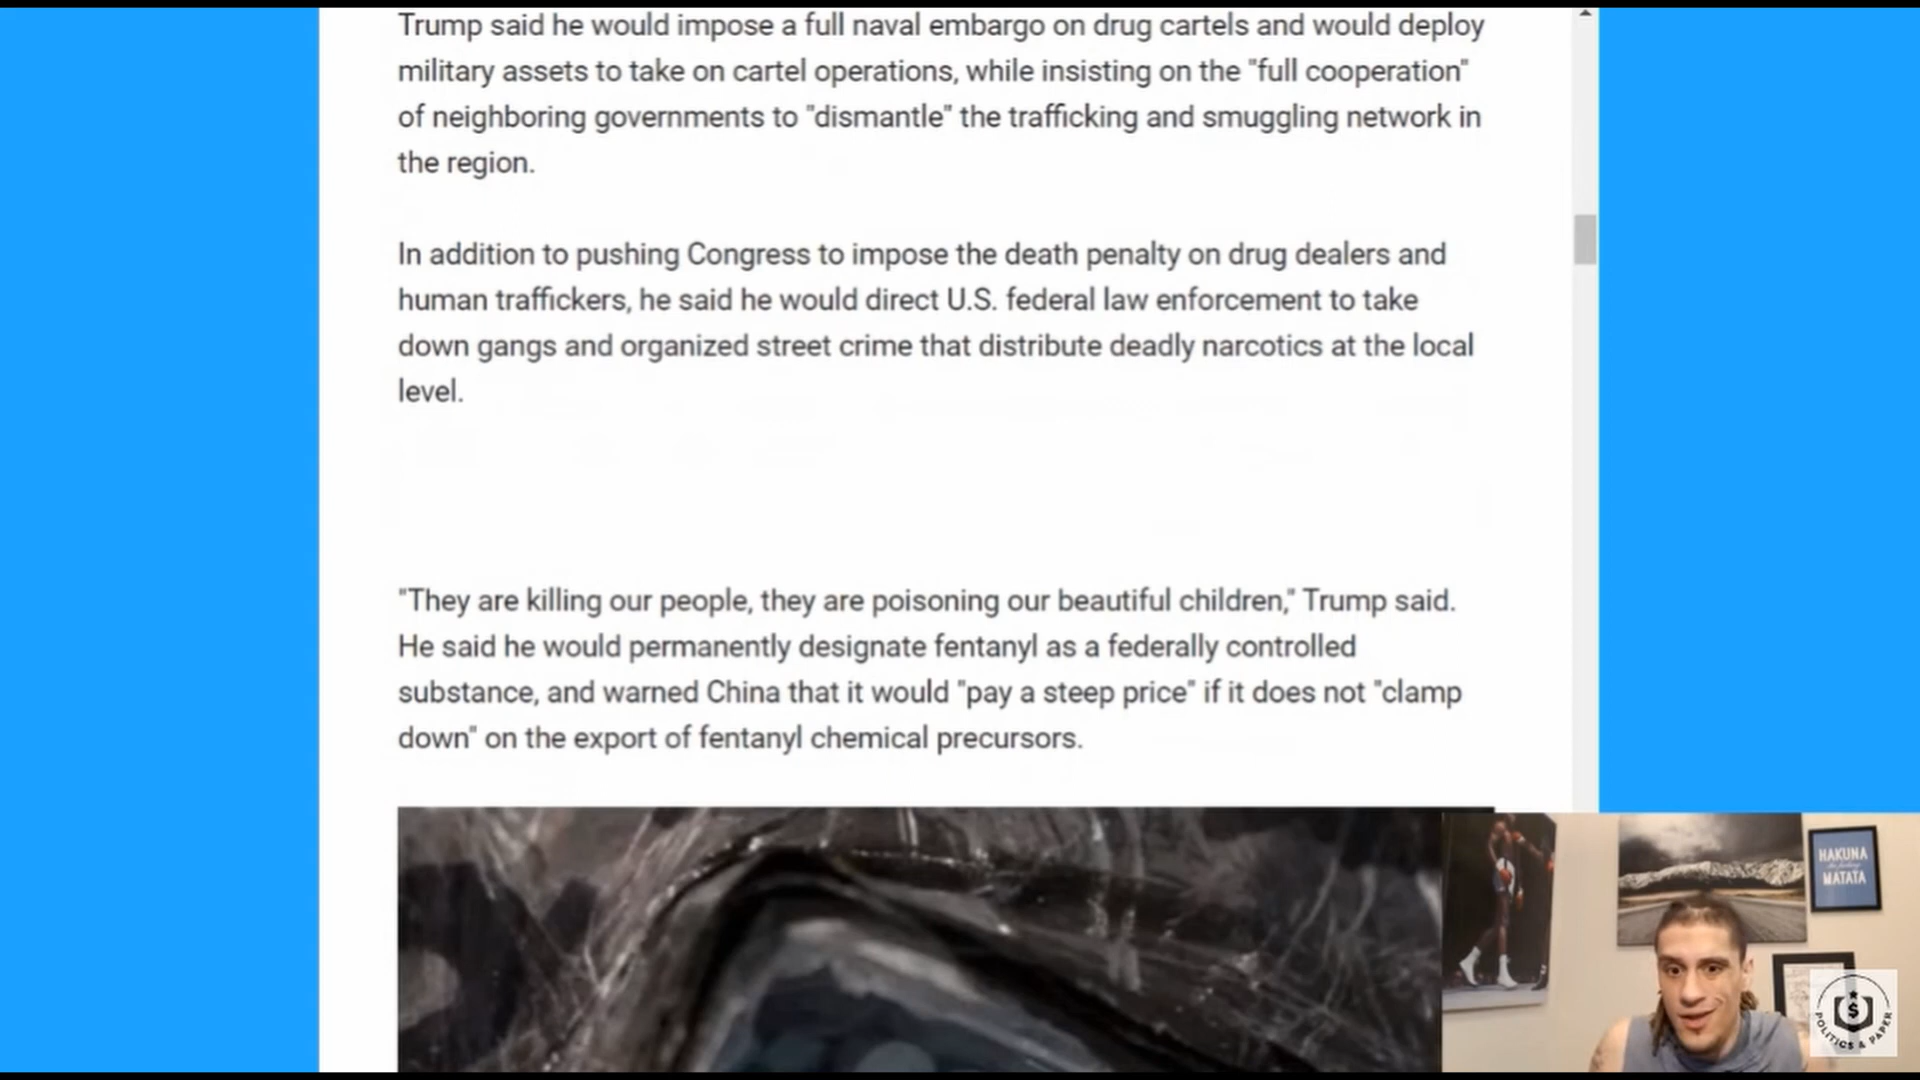 Trump said he would impose a full naval embargo on drug cartels and would deploy
military assets to take on cartel operations, while insisting on the "full cooperation"
of neighboring governments to "dismantle" the trafficking and smuggling network in
the region.
In addition to pushing Congress to impose the death penalty on drug dealers and
human traffickers, he said he would direct U.S. federal law enforcement to take
down gangs and organized street crime that distribute deadly narcotics at the local
level.
"They are killing our people, they are poisoning our beautiful children," Trump said.
He said he would permanently designate fentanyl as a federally controlled
substance, and warned China that it would "pay a steep price" if it does not "clamp
down" on the export of fentanyl chemical precursors.
HAKUNA
MATATA
$
POLITICS & PAPER